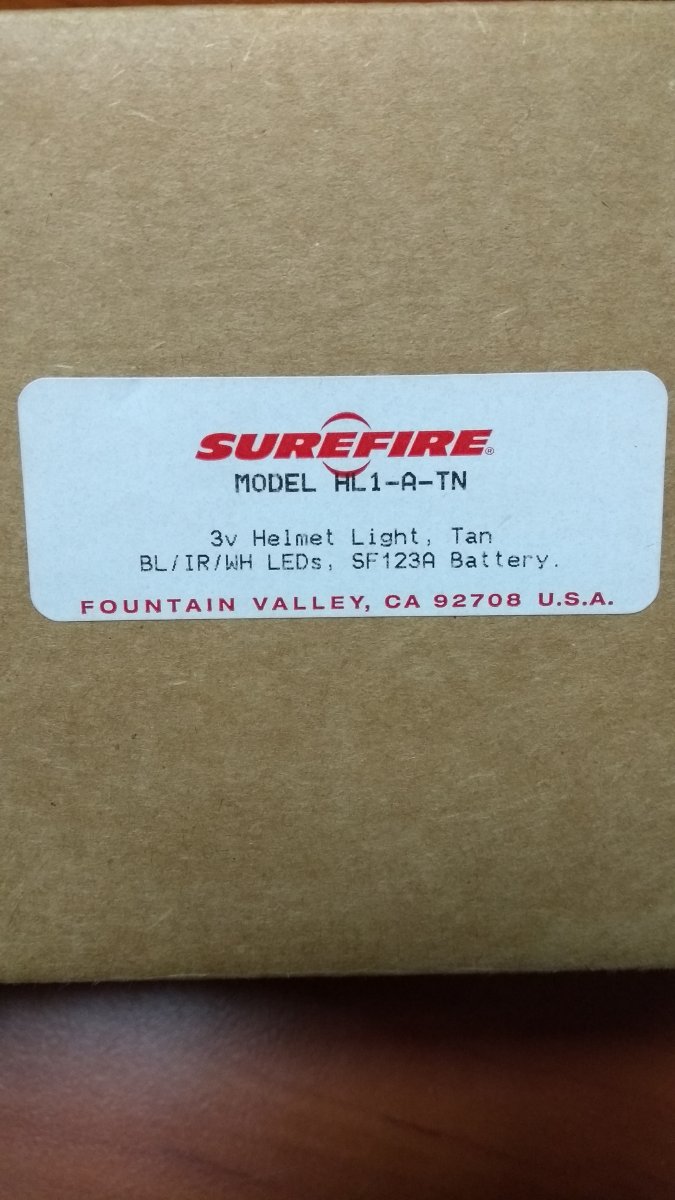 SUREFIRE®
MODEL HL1-A-TN
3v Helmet Light, Tan
BL/IR/WH LEDs, SF123A Battery.
FOUNTAIN VALLEY, CA 92708 U.S.A.